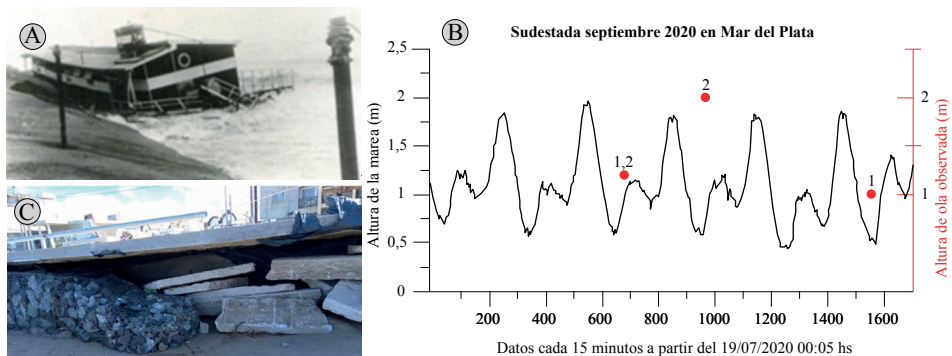 A
B
Sudestada septiembre 2020 en Mar del Plata
2,5
2
1,5
1
0,5
0
Altura de la marea (m)
2
1,2
1
2
1
Altura de ola observada (m)
200
400
600
800
1000
1200
1400
1600
Datos cada 15 minutos a partir del 19/07/2020 00:05 hs
C